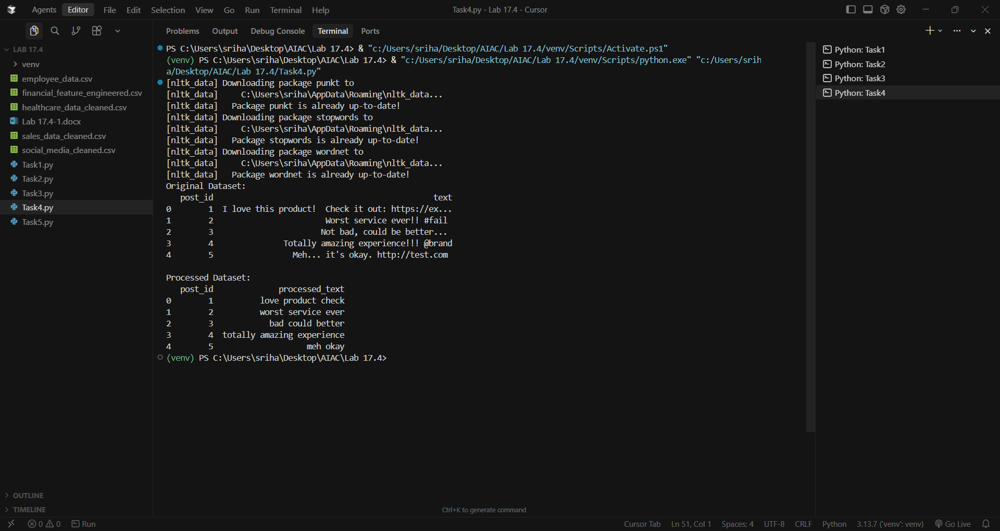 Agents Editor File Edit Selection View Go Run Terminal Help
Task4.py - Lab 17.4 - Cursor
LAB 17.4
venv
employee_data.csv
financial_feature_engineered.csv
healthcare_data_cleaned.csv
Lab 17.4-1.docx
sales_data_cleaned.csv
social_media_cleaned.csv
Task1.py
Task2.py
Task3.py
Task4.py
Task5.py
OUTLINE
TIMELINE
Problems Output Debug Console Terminal Ports
PS C:\Users\sriha\Desktop\AIAC\Lab 17.4> & "c:/Users/sriha/Desktop/AIAC/Lab 17.4/venv/Scripts/Activate.ps1"
(venv) PS C:\Users\sriha\Desktop\AIAC\Lab 17.4> & "c:/Users/sriha/Desktop/AIAC/Lab 17.4/venv/Scripts/python.exe" "c:/Users/srih
a/Desktop/AIAC/Lab 17.4/Task4.py"
[nltk_data] Downloading package punkt to
[nltk_data]     C:\Users\sriha\AppData\Roaming\nltk_data...
[nltk_data]   Package punkt is already up-to-date!
[nltk_data] Downloading package stopwords to
[nltk_data]     C:\Users\sriha\AppData\Roaming\nltk_data...
[nltk_data]   Package stopwords is already up-to-date!
[nltk_data] Downloading package wordnet to
[nltk_data]     C:\Users\sriha\AppData\Roaming\nltk_data...
[nltk_data]   Package wordnet is already up-to-date!
Original Dataset:
   post_id                                               text
0        1  I love this product!  Check it out: https://ex...
1        2                        Worst service ever!! #fail
2        3                       Not bad, could be better...
3        4               Totally amazing experience!!! @brand
4        5                 Meh... it's okay. http://test.com
Processed Dataset:
   post_id              processed_text
0        1          love product check
1        2          worst service ever
2        3            bad could better
3        4  totally amazing experience
4        5                    meh okay
(venv) PS C:\Users\sriha\Desktop\AIAC\Lab 17.4>
Ctrl+K to generate command
Python: Task1
Python: Task2
Python: Task3
Python: Task4
0 0 Run
Cursor Tab Ln 51, Col 1 Spaces: 4 UTF-8 CRLF Python 3.13.7 ('venv': venv) Go Live